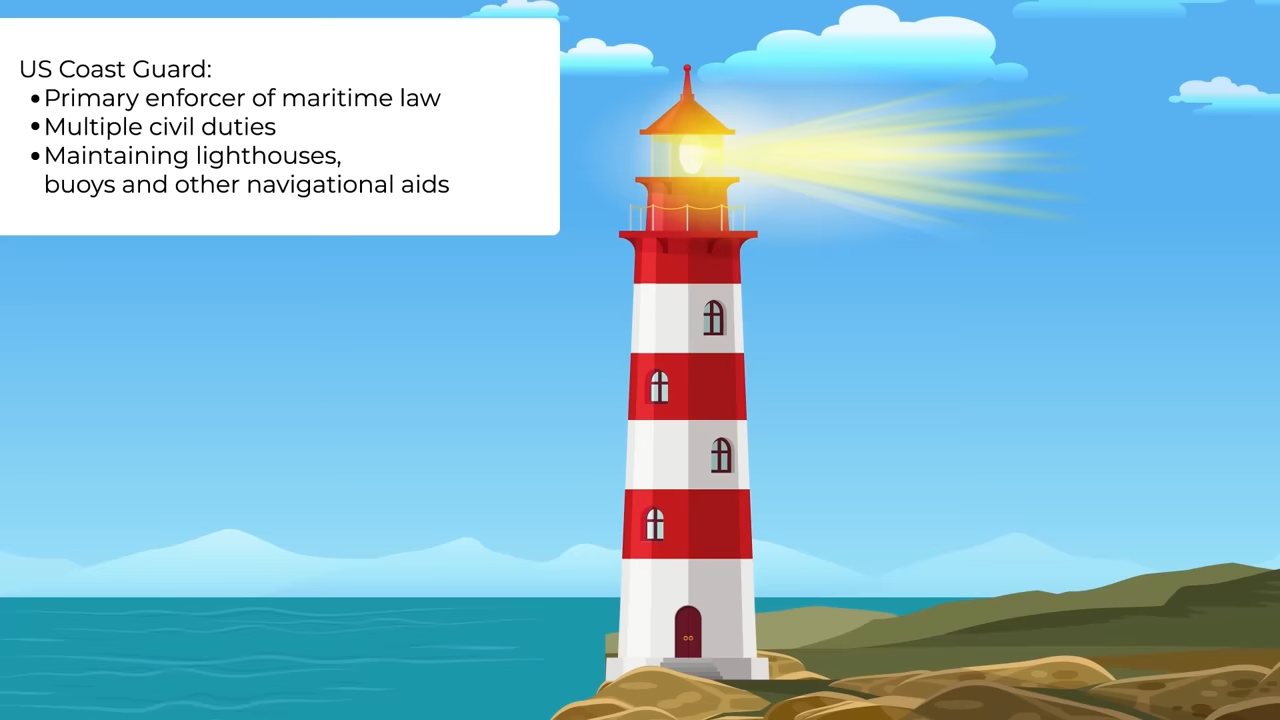 US Coast Guard:
•Primary enforcer of maritime law
•Multiple civil duties
•Maintaining lighthouses,
buoys and other navigational aids